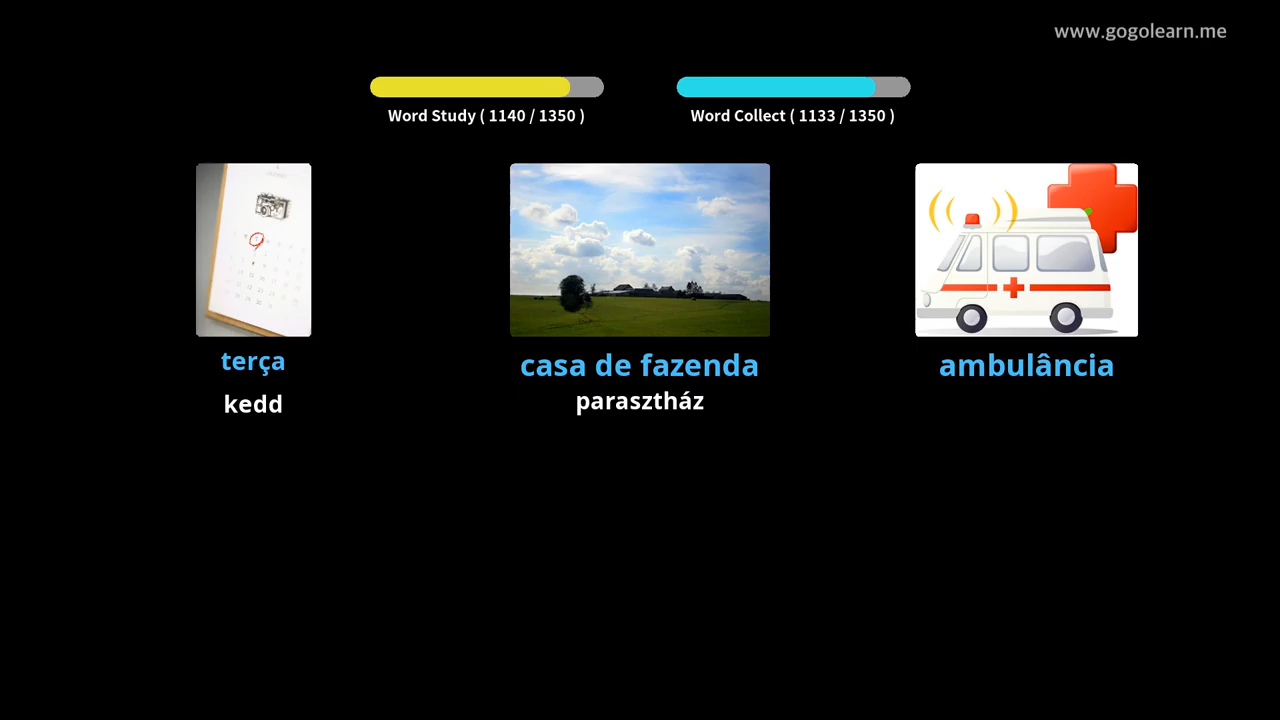 www.gogolearn.me
Word Study ( 1140 / 1350 )
Word Collect ( 1133 / 1350 )
terça
kedd
casa de fazenda
parasztház
ambulância